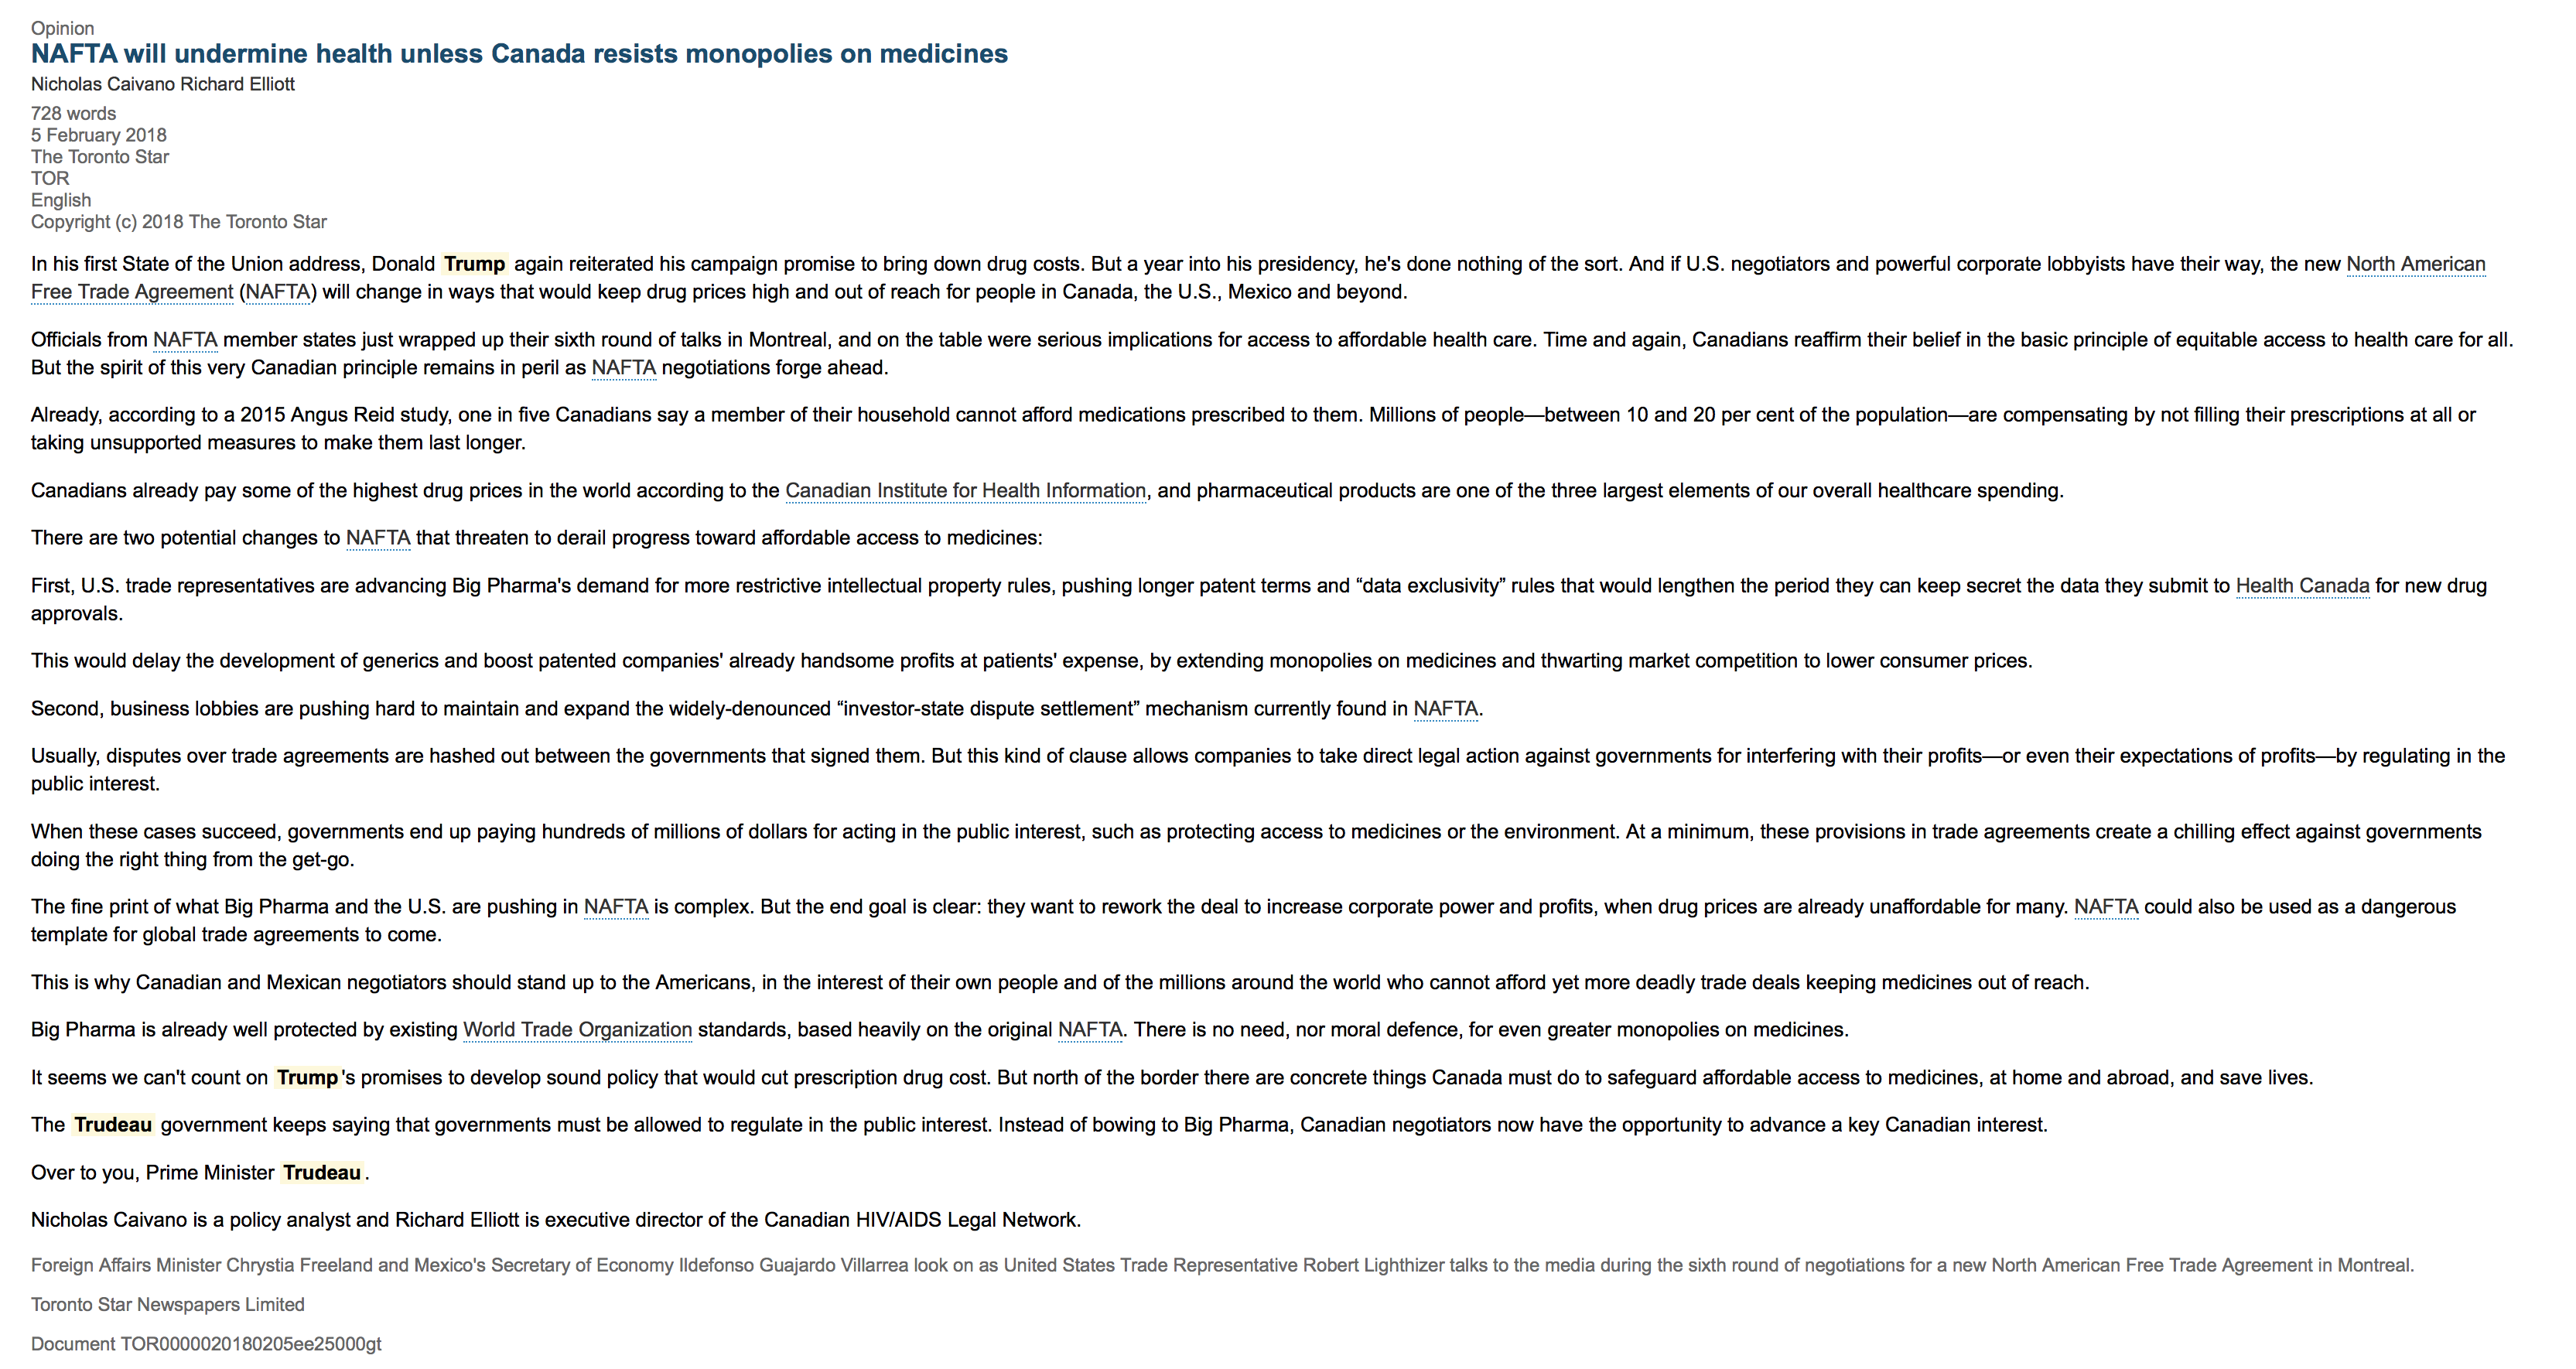 Opinion
NAFTA will undermine health unless Canada resists monopolies on medicines
Nicholas Caivano Richard Elliott
728 words
5 February 2018
The Toronto Star
TOR
English
Copyright (c) 2018 The Toronto Star
In his first State of the Union address, Donald Trump again reiterated his campaign promise to bring down drug costs. But a year into his presidency, he's done nothing of the sort. And if U.S. negotiators and powerful corporate lobbyists have their way, the new North American
Free Trade Agreement (NAFTA) will change in ways that would keep drug prices high and out of reach for people in Canada, the U.S., Mexico and beyond.
Officials from NAFTA member states just wrapped up their sixth round of talks in Montreal, and on the table were serious implications for access to affordable health care. Time and again, Canadians reaffirm their belief in the basic principle of equitable access to health care for all.
But the spirit of this very Canadian principle remains in peril as NAFTA negotiations forge ahead.
Already, according to a 2015 Angus Reid study, one in five Canadians say a member of their household cannot afford medications prescribed to them. Millions of people—between 10 and 20 per cent of the population—are compensating by not filling their prescriptions at all or
taking unsupported measures to make them last longer.
Canadians already pay some of the highest drug prices in the world according to the Canadian Institute for Health Information, and pharmaceutical products are one of the three largest elements of our overall healthcare spending.
There are two potential changes to NAFTA that threaten to derail progress toward affordable access to medicines:
First, U.S. trade representatives are advancing Big Pharma's demand for more restrictive intellectual property rules, pushing longer patent terms and “data exclusivity” rules that would lengthen the period they can keep secret the data they submit to Health Canada for new drug
approvals.
This would delay the development of generics and boost patented companies' already handsome profits at patients' expense, by extending monopolies on medicines and thwarting market competition to lower consumer prices.
Second, business lobbies are pushing hard to maintain and expand the widely-denounced “investor-state dispute settlement” mechanism currently found in NAFTA.
Usually, disputes over trade agreements are hashed out between the governments that signed them. But this kind of clause allows companies to take direct legal action against governments for interfering with their profits—or even their expectations of profits—by regulating in the
public interest.
When these cases succeed, governments end up paying hundreds of millions of dollars for acting in the public interest, such as protecting access to medicines or the environment. At a minimum, these provisions in trade agreements create a chilling effect against governments
doing the right thing from the get-go.
The fine print of what Big Pharma and the U.S. are pushing in NAFTA is complex. But the end goal is clear: they want to rework the deal to increase corporate power and profits, when drug prices are already unaffordable for many. NAFTA could also be used as a dangerous
template for global trade agreements to come.
This is why Canadian and Mexican negotiators should stand up to the Americans, in the interest of their own people and of the millions around the world who cannot afford yet more deadly trade deals keeping medicines out of reach.
Big Pharma is already well protected by existing World Trade Organization standards, based heavily on the original NAFTA. There is no need, nor moral defence, for even greater monopolies on medicines.
It seems we can't count on Trump's promises to develop sound policy that would cut prescription drug cost. But north of the border there are concrete things Canada must do to safeguard affordable access to medicines, at home and abroad, and save lives.
The Trudeau government keeps saying that governments must be allowed to regulate in the public interest. Instead of bowing to Big Pharma, Canadian negotiators now have the opportunity to advance a key Canadian interest.
Over to you, Prime Minister Trudeau.
Nicholas Caivano is a policy analyst and Richard Elliott is executive director of the Canadian HIV/AIDS Legal Network.
Foreign Affairs Minister Chrystia Freeland and Mexico's Secretary of Economy Ildefonso Guajardo Villarrea look on as United States Trade Representative Robert Lighthizer talks to the media during the sixth round of negotiations for a new North American Free Trade Agreement in Montreal.
Toronto Star Newspapers Limited
Document TOR0000020180205ee25000gt